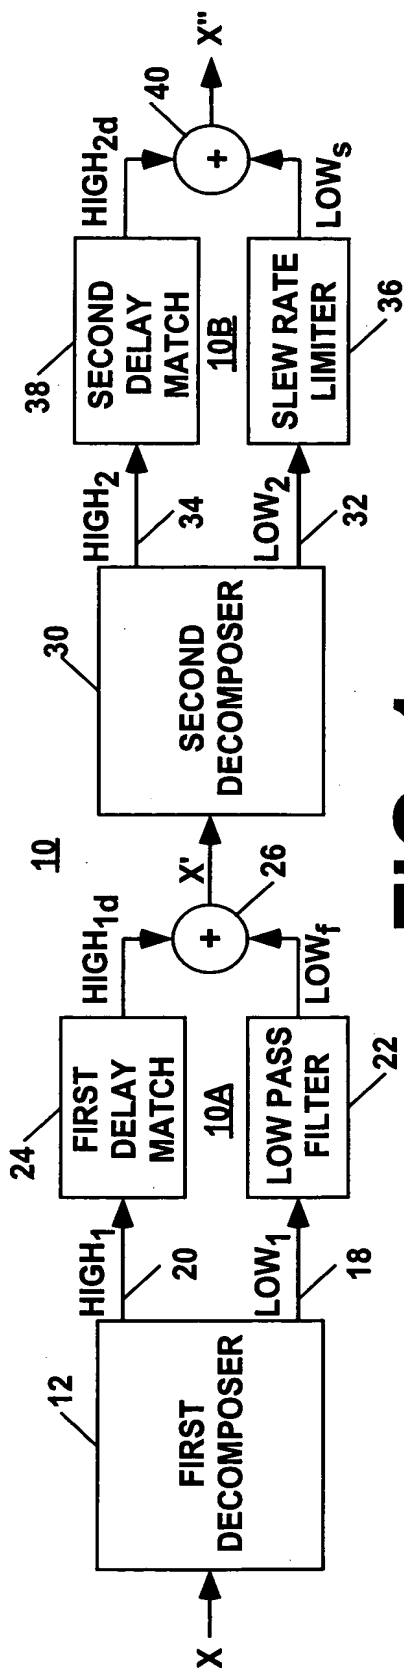 X
12
FIRST
DECOMPOSER
HIGH1
20
LOW1
18
24
FIRST
DELAY
MATCH
10A
LOW PASS
FILTER
22
HIGH1d
LOWf
+
26
X'
10
30
SECOND
DECOMPOSER
HIGH2
34
LOW2
32
38
SECOND
DELAY
MATCH
10B
SLEW RATE
LIMITER
36
HIGH2d
LOWs
+
40
X"